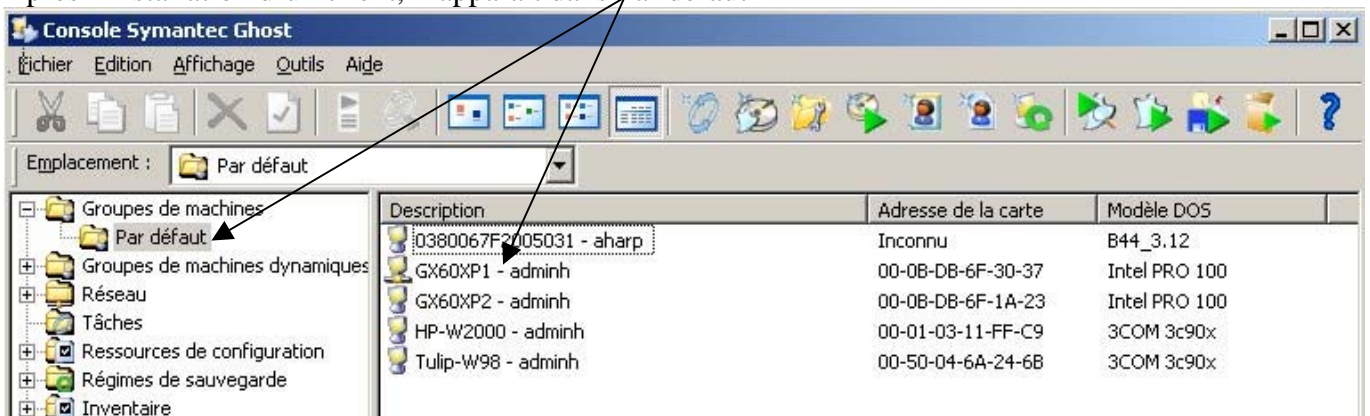 Console Symantec Ghost
Fichier Edition Affichage Outils Aide
Emplacement : Par défaut
Groupes de machines
Par défaut
Groupes de machines dynamiques
Réseau
Tâches
Ressources de configuration
Régimes de sauvegarde
Inventaire
Description Adresse de la carte Modèle DOS
0380067F2005031 - aharp Inconnu B44_3.12
GX60XP1 - adminh 00-0B-DB-6F-30-37 Intel PRO 100
GX60XP2 - adminh 00-0B-DB-6F-1A-23 Intel PRO 100
HP-W2000 - adminh 00-01-03-11-FF-C9 3COM 3c90x
Tulip-W98 - adminh 00-50-04-6A-24-6B 3COM 3c90x